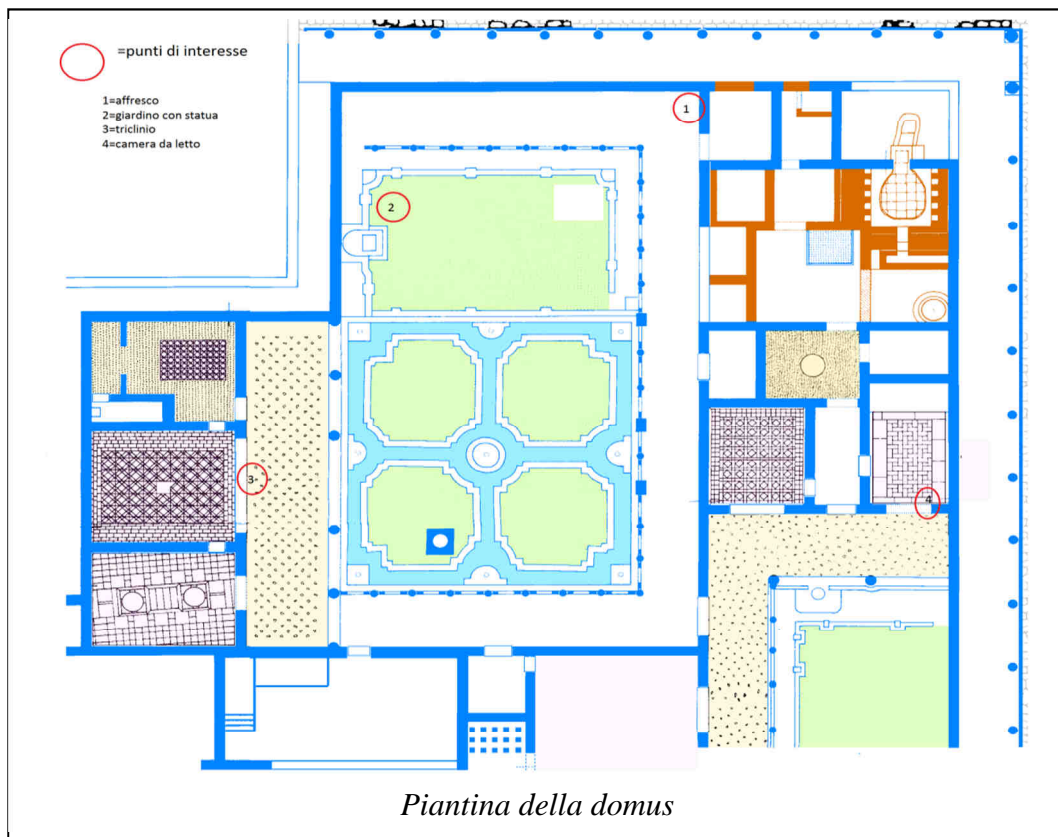 =punti di interesse
1=affresco
2=giardino con statua
3=triclinio
4=camera da letto
1
2
3-
4
Piantina della domus